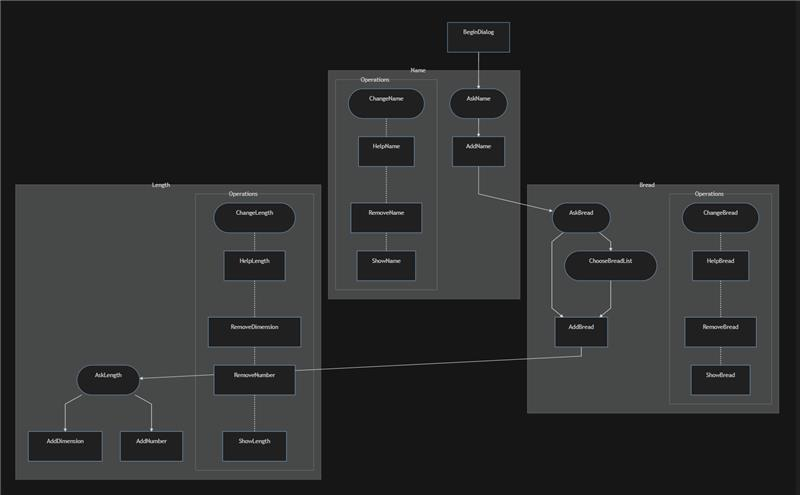 BeginDialog
Name
Operations
ChangeName
AskName
HelpName
AddName
RemoveName
ShowName
Length
Operations
ChangeLength
HelpLength
RemoveDimension
RemoveNumber
ShowLength
AskLength
AddDimension
AddNumber
Bread
Operations
AskBread
ChangeBread
ChooseBreadList
HelpBread
AddBread
RemoveBread
ShowBread